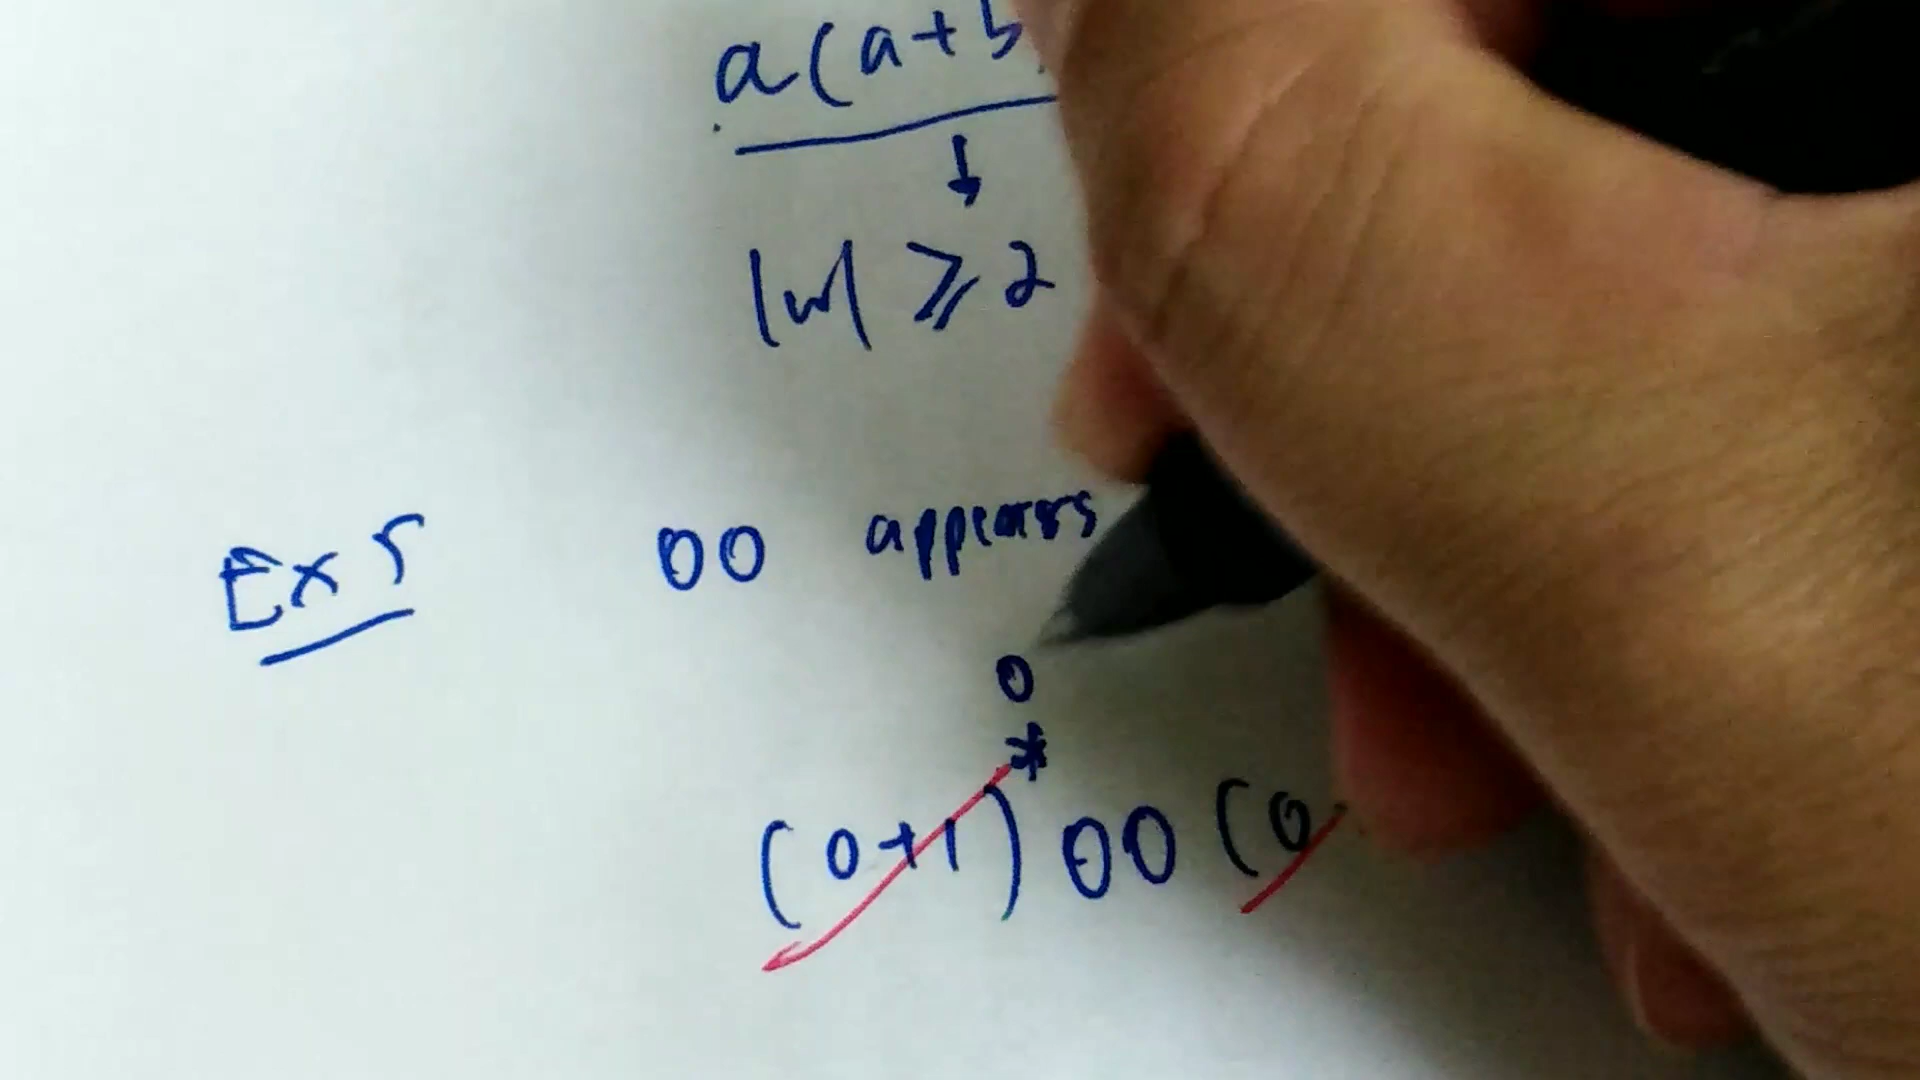 a(a+b
↓
|w| ⩾ 2
Ex 5 00 appears
0
*
(0+1) 00 (0